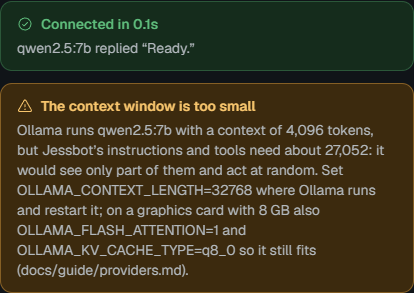 Connected in 0.1s
qwen2.5:7b replied “Ready.”
The context window is too small
Ollama runs qwen2.5:7b with a context of 4,096 tokens,
but Jessbot's instructions and tools need about 27,052: it
would see only part of them and act at random. Set
OLLAMA_CONTEXT_LENGTH=32768 where Ollama runs
and restart it; on a graphics card with 8 GB also
OLLAMA_FLASH_ATTENTION=1 and
OLLAMA_KV_CACHE_TYPE=q8_0 so it still fits
(docs/guide/providers.md).